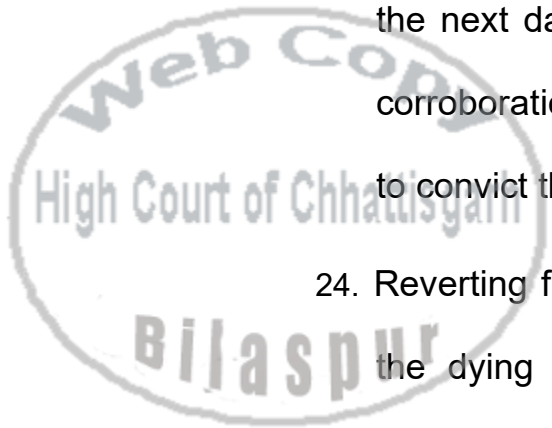 the next da
Web Copy
corroboratio
High Court of Chhattisgarh
to convict th
24. Reverting f
Bilaspur
the dying